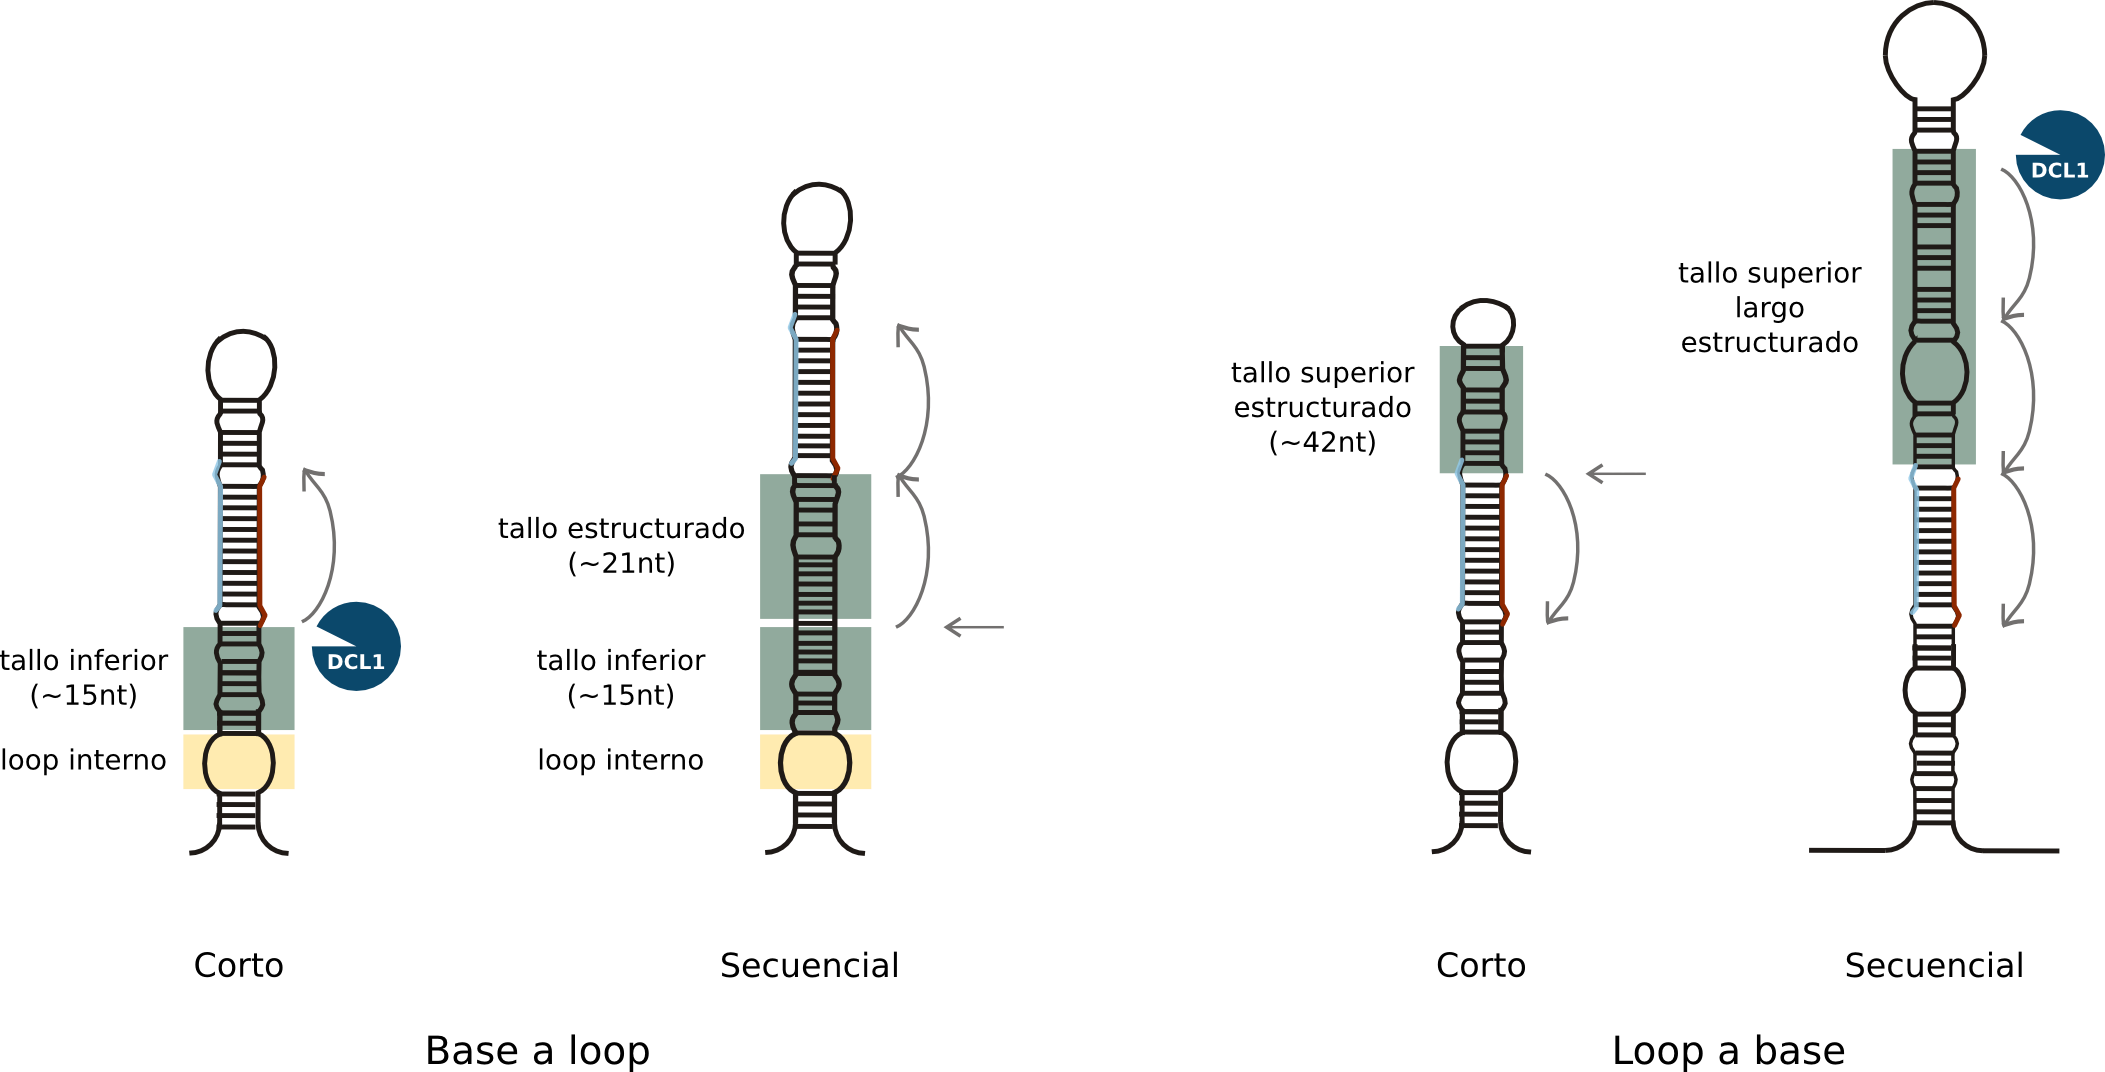 DCL1
tallo inferior
(~15nt)
loop interno
Corto
tallo estructurado
(~21nt)
tallo inferior
(~15nt)
loop interno
Secuencial
Base a loop
tallo superior
estructurado
(~42nt)
Corto
DCL1
tallo superior
largo
estructurado
Secuencial
Loop a base